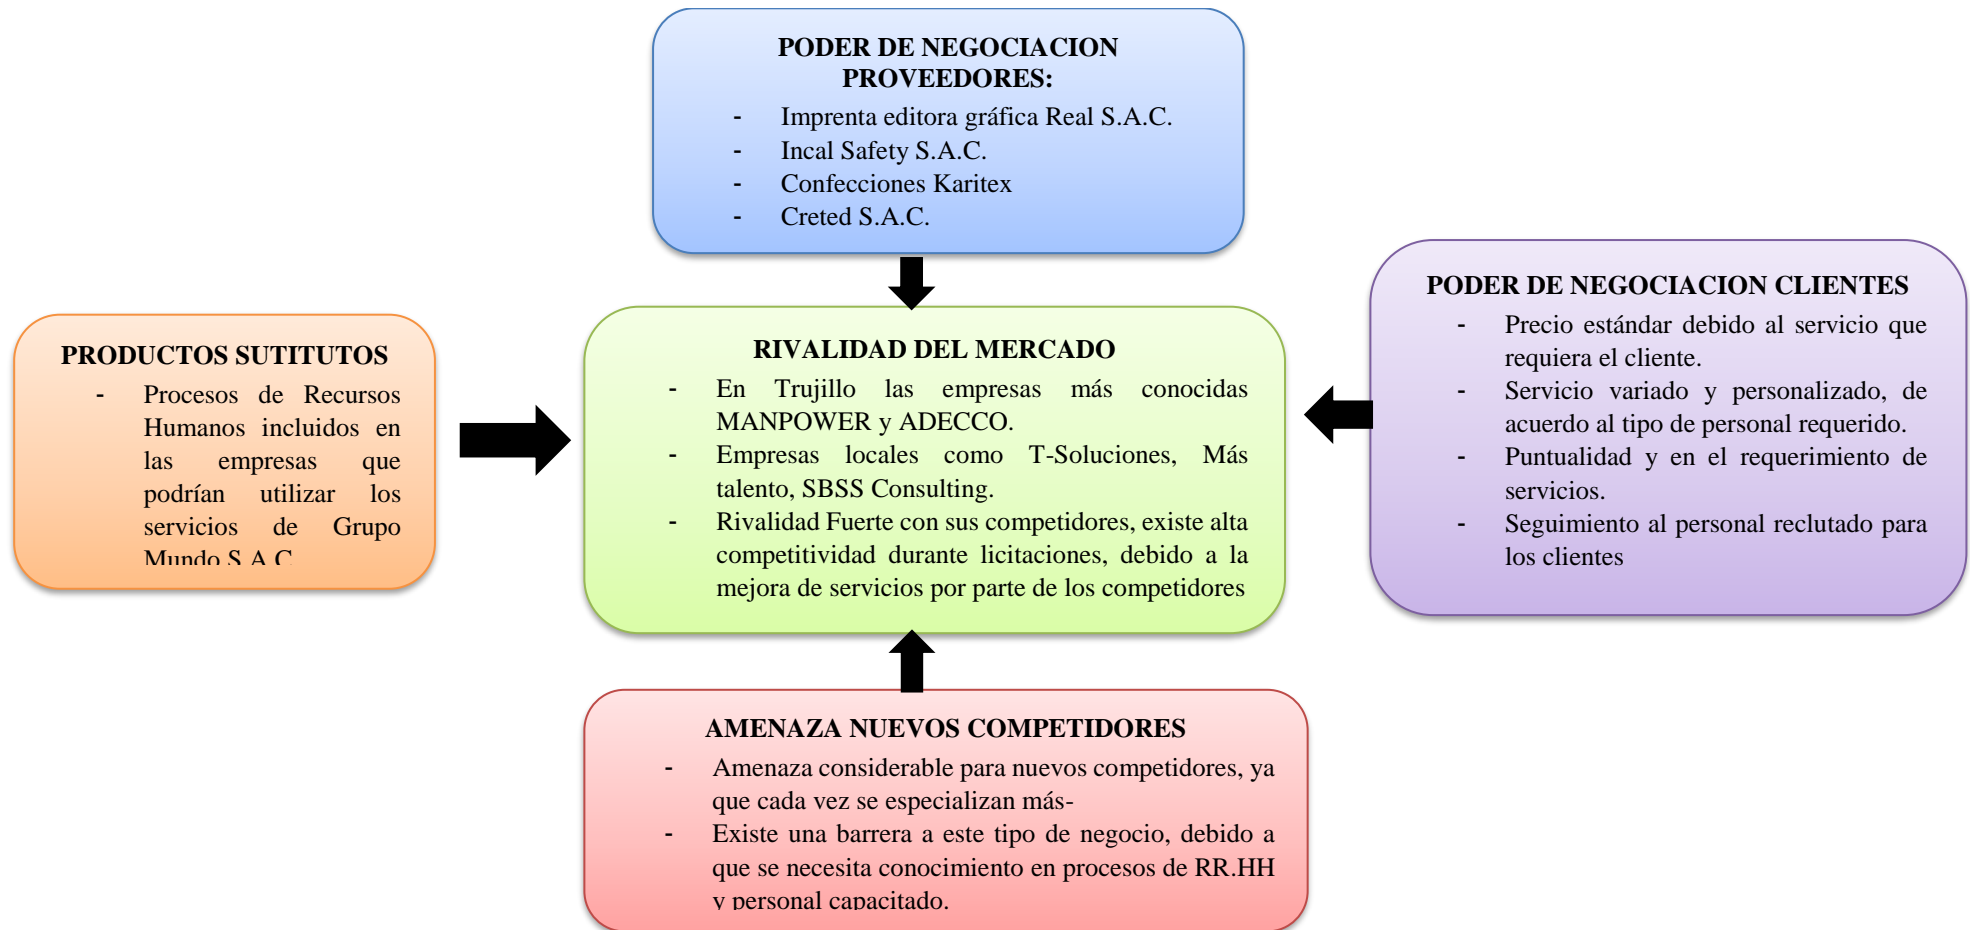 PODER DE NEGOCIACION
PROVEEDORES:
- Imprenta editora gráfica Real S.A.C.
- Incal Safety S.A.C.
- Confecciones Karitex
- Creted S.A.C.
PRODUCTOS SUTITUTOS
- Procesos de Recursos
Humanos incluidos en
las empresas que
podrían utilizar los
servicios de Grupo
Mundo S.A.C
RIVALIDAD DEL MERCADO
- En Trujillo las empresas más conocidas
MANPOWER y ADECCO.
- Empresas locales como T-Soluciones, Más
talento, SBSS Consulting.
- Rivalidad Fuerte con sus competidores, existe alta
competitividad durante licitaciones, debido a la
mejora de servicios por parte de los competidores
PODER DE NEGOCIACION CLIENTES
- Precio estándar debido al servicio que
requiera el cliente.
- Servicio variado y personalizado, de
acuerdo al tipo de personal requerido.
- Puntualidad y en el requerimiento de
servicios.
- Seguimiento al personal reclutado para
los clientes
AMENAZA NUEVOS COMPETIDORES
- Amenaza considerable para nuevos competidores, ya
que cada vez se especializan más-
- Existe una barrera a este tipo de negocio, debido a
que se necesita conocimiento en procesos de RR.HH
y personal capacitado.